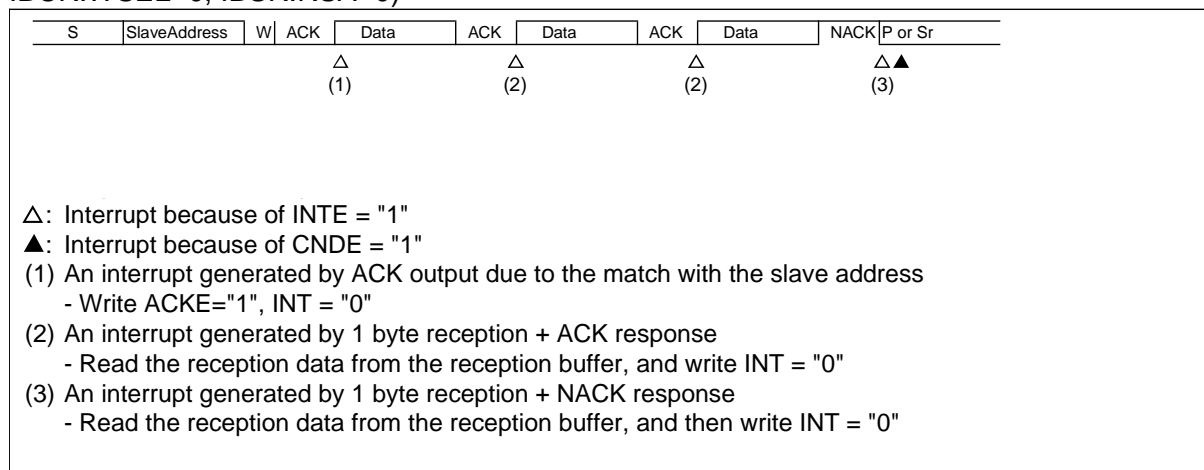 S SlaveAddress W ACK Data ACK Data ACK Data NACK P or Sr
△ △ △ △▲
(1) (2) (2) (3)
△: Interrupt because of INTE = "1"
▲: Interrupt because of CNDE = "1"
(1) An interrupt generated by ACK output due to the match with the slave address
- Write ACKE="1", INT = "0"
(2) An interrupt generated by 1 byte reception + ACK response
- Read the reception data from the reception buffer, and write INT = "0"
(3) An interrupt generated by 1 byte reception + NACK response
- Read the reception data from the reception buffer, and then write INT = "0"